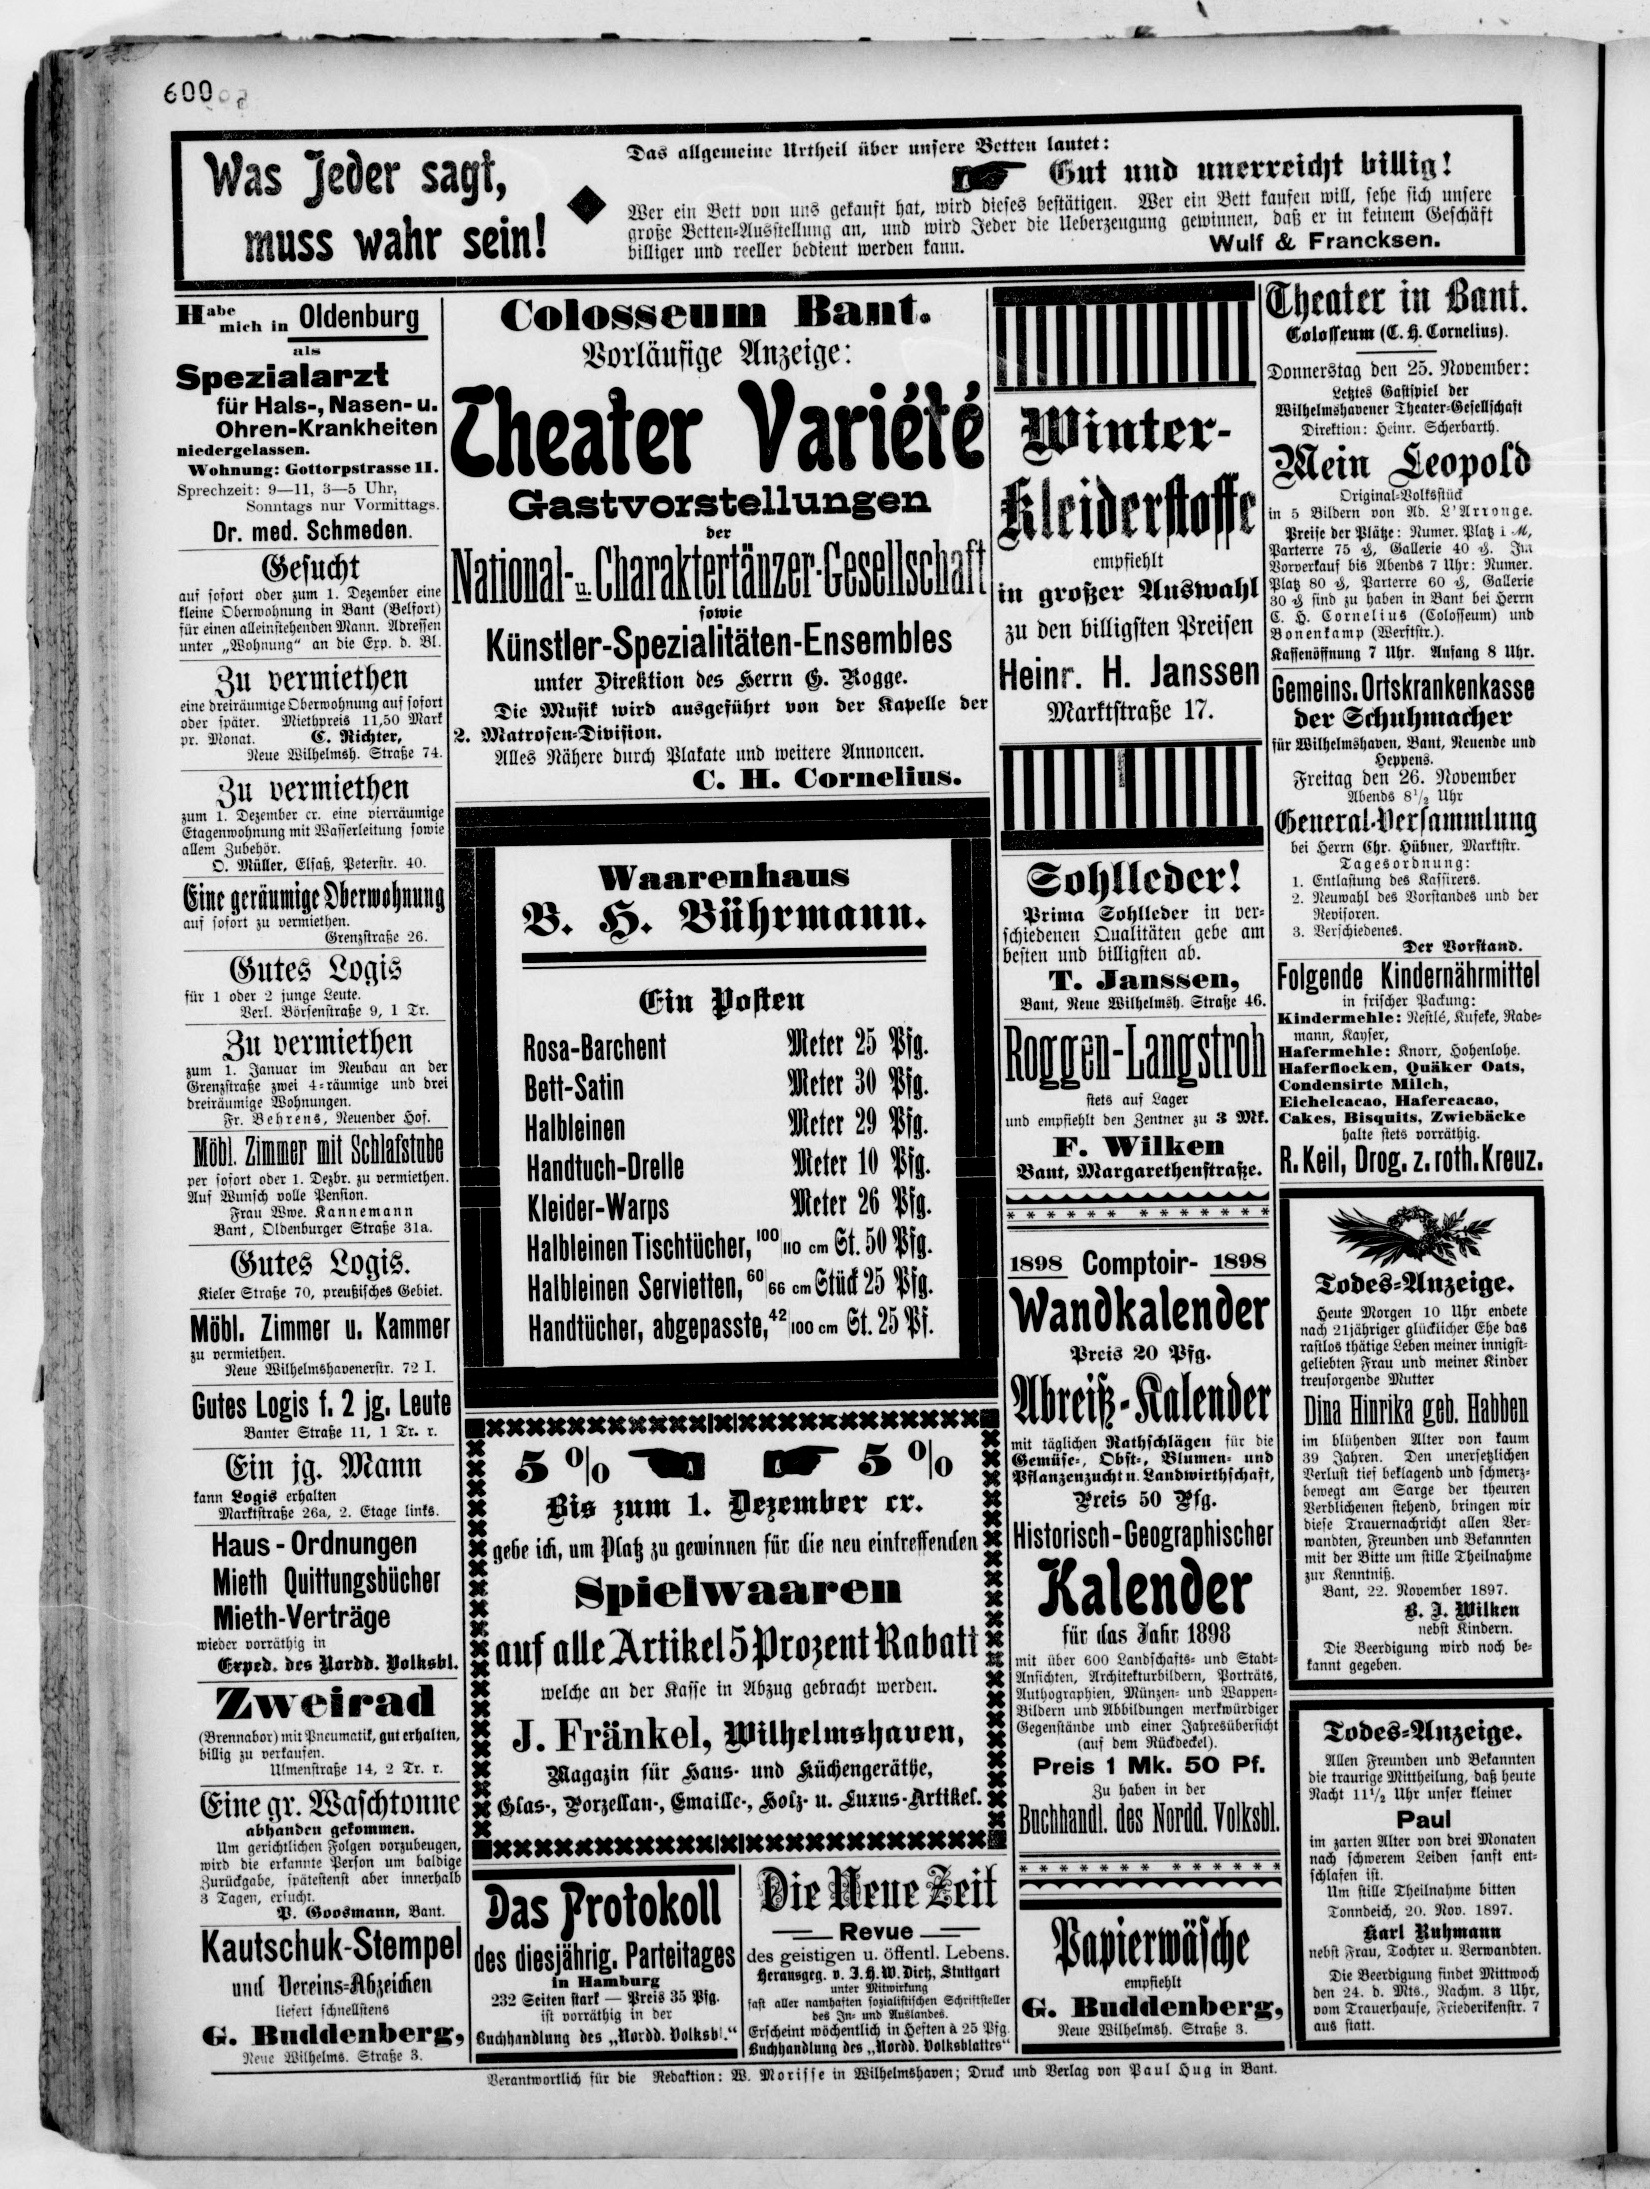 600
Was Jeder sagt,
muss wahr sein!
Das allgemeine Urtheil über unsere Betten lautet:
Gut und unerreicht billig!
Wer ein Bett von uns gekauft hat, wird dieses bestätigen. Wer ein Bett kaufen will, sehe sich unsere
große Betten-Ausstellung an, und wird Jeder die Ueberzeugung gewinnen, daß er in keinem Geschäft
billiger und reeller bedient werden kann.
Wulf & Francksen.
Habe
mich in Oldenburg
als
Spezialarzt
für Hals-, Nasen- u.
Ohren-Krankheiten
niedergelassen.
Wohnung: Gottorpstrasse 11.
Sprechzeit: 9—11, 3—5 Uhr,
Sonntags nur Vormittags.
Dr. med. Schmeden.
Gesucht
auf sofort oder zum 1. Dezember eine
kleine Oberwohnung in Bant (Belfort)
für einen alleinstehenden Mann. Adressen
unter „Wohnung“ an die Exp. d. Bl.
Zu vermiethen
eine dreiräumige Oberwohnung auf sofort
oder später. Miethpreis 11,50 Mark
pr. Monat. C. Richter,
Neue Wilhelmsh. Straße 74.
Zu vermiethen
zum 1. Dezember cr. eine vierräumige
Etagenwohnung mit Wasserleitung sowie
allem Zubehör.
O. Müller, Elsaß, Peterstr. 40.
Eine geräumige Oberwohnung
auf sofort zu vermiethen.
Grenzstraße 26.
Gutes Logis
für 1 oder 2 junge Leute.
Verl. Börsenstraße 9, 1 Tr.
Zu vermiethen
zum 1. Januar im Neubau an der
Grenzstraße zwei 4-räumige und drei
dreiräumige Wohnungen.
Fr. Behrens, Neuender Hof.
Möbl. Zimmer mit Schlafstube
per sofort oder 1. Dezbr. zu vermiethen.
Auf Wunsch volle Pension.
Frau Wwe. Kannemann
Bant, Oldenburger Straße 31a.
Gutes Logis.
Kieler Straße 70, preußisches Gebiet.
Möbl. Zimmer u. Kammer
zu vermiethen.
Neue Wilhelmshavenerstr. 72 I.
Gutes Logis f. 2 jg. Leute
Banter Straße 11, 1 Tr. r.
Ein jg. Mann
kann Logis erhalten
Marktstraße 26a, 2. Etage links.
Haus-Ordnungen
Mieth Quittungsbücher
Mieth-Verträge
wieder vorräthig in
Exped. des Nordd. Volksbl.
Zweirad
(Brennabor) mit Pneumatik, gut erhalten,
billig zu verkaufen.
Ulmenstraße 14, 2 Tr. r.
Eine gr. Waschtonne
abhanden gekommen.
Um gerichtlichen Folgen vorzubeugen,
wird die erkannte Person um baldige
Zurückgabe, spätestens aber innerhalb
3 Tagen, ersucht.
P. Goosmann, Bant.
Kautschuk-Stempel
und Vereins-Abzeichen
liefert schnellstens
G. Buddenberg,
Neue Wilhelms. Straße 3.
Colosseum Bant.
Vorläufige Anzeige:
Theater Variété
Gastvorstellungen
der
National- u. Charaktertänzer-Gesellschaft
sowie
Künstler-Spezialitäten-Ensembles
unter Direktion des Herrn G. Rogge.
Die Musik wird ausgeführt von der Kapelle der
2. Matrosen-Division.
Alles Nähere durch Plakate und weitere Annoncen.
C. H. Cornelius.
Waarenhaus
B. H. Bührmann.
Ein Posten
Rosa-Barchent Meter 25 Pfg.
Bett-Satin Meter 30 Pfg.
Halbleinen Meter 29 Pfg.
Handtuch-Drelle Meter 10 Pfg.
Kleider-Warps Meter 26 Pfg.
Halbleinen Tischtücher, 100/110 cm St. 50 Pfg.
Halbleinen Servietten, 60/66 cm Stück 25 Pfg.
Handtücher, abgepasste, 42/100 cm St. 25 Pf.
5 % 5 %
Bis zum 1. Dezember cr.
gebe ich, um Platz zu gewinnen für die neu eintreffenden
Spielwaaren
auf alle Artikel 5 Prozent Rabatt
welche an der Kasse in Abzug gebracht werden.
J. Fränkel, Wilhelmshaven,
Magazin für Haus- und Küchengeräthe,
Glas-, Porzellan-, Emaille-, Holz- u. Luxus-Artikel.
Das Protokoll
des diesjährig. Parteitages
in Hamburg
232 Seiten stark — Preis 35 Pfg.
ist vorräthig in der
Buchhandlung des „Nordd. Volksbl.“
Die Neue Zeit
Revue
des geistigen u. öffentl. Lebens.
Herausgeg. v. J. H. W. Dietz, Stuttgart
unter Mitwirkung
fast aller namhaften sozialistischen Schriftsteller
des In- und Auslandes.
Erscheint wöchentlich in Heften à 25 Pfg.
Buchhandlung des „Nordd. Volksblattes“
Winter-
Kleiderstoffe
empfiehlt
in großer Auswahl
zu den billigsten Preisen
Heinr. H. Janssen
Marktstraße 17.
Sohlleder!
Prima Sohlleder in ver-
schiedenen Qualitäten gebe am
besten und billigsten ab.
T. Janssen,
Bant, Neue Wilhelmsh. Straße 46.
Roggen-Langstroh
stets auf Lager
und empfiehlt den Zentner zu 3 Mk.
F. Wilken
Bant, Margarethenstraße.
1898 Comptoir- 1898
Wandkalender
Preis 20 Pfg.
Abreiß-Kalender
mit täglichen Rathschlägen für die
Gemüse-, Obst-, Blumen- und
Pflanzenzucht u. Landwirthschaft,
Preis 50 Pfg.
Historisch-Geographischer
Kalender
für das Jahr 1898
mit über 600 Landschafts- und Stadt-
Ansichten, Architekturbildern, Porträts,
Authographien, Münzen- und Wappen-
Bildern und Abbildungen merkwürdiger
Gegenstände und einer Jahresübersicht
(auf dem Rückdeckel).
Preis 1 Mk. 50 Pf.
Zu haben in der
Buchhandl. des Nordd. Volksbl.
Papierwäsche
empfiehlt
G. Buddenberg,
Neue Wilhelmsh. Straße 3.
Theater in Bant.
Colosseum (C. H. Cornelius).
Donnerstag den 25. November:
Letztes Gastspiel der
Wilhelmshavener Theater-Gesellschaft
Direktion: Heinr. Scherbarth.
Mein Leopold
Original-Volksstück
in 5 Bildern von Ad. L'Arronge.
Preise der Plätze: Numer. Platz 1 M,
Parterre 75 ₰, Gallerie 40 ₰. Im
Vorverkauf bis Abends 7 Uhr: Numer.
Platz 80 ₰, Parterre 60 ₰, Gallerie
30 ₰ sind zu haben in Bant bei Herrn
C. H. Cornelius (Colosseum) und
Bonenkamp (Werftstr.).
Kassenöffnung 7 Uhr. Anfang 8 Uhr.
Gemeins. Ortskrankenkasse
der Schuhmacher
für Wilhelmshaven, Bant, Neuende und
Heppens.
Freitag den 26. November
Abends 8 1/2 Uhr
General-Versammlung
bei Herrn Chr. Hübner, Marktstr.
Tagesordnung:
1. Entlastung des Kassirers.
2. Neuwahl des Vorstandes und der
Revisoren.
3. Verschiedenes.
Der Vorstand.
Folgende Kindernährmittel
in frischer Packung:
Kindermehle: Nestlé, Kufeke, Rade-
mann, Kayser,
Hafermehle: Knorr, Hohenlohe.
Haferflocken, Quäker Oats,
Condensirte Milch,
Eichelcacao, Hafercacao,
Cakes, Bisquits, Zwiebäcke
halte stets vorräthig.
R. Keil, Drog. z. roth. Kreuz.
Todes-Anzeige.
Heute Morgen 10 Uhr endete
nach 21jähriger glücklicher Ehe das
rastlos thätige Leben meiner innigst-
geliebten Frau und meiner Kinder
treusorgende Mutter
Dina Hinrika geb. Habben
im blühenden Alter von kaum
39 Jahren. Den unersetzlichen
Verlust tief beklagend und schmerz-
bewegt am Sarge der theuren
Verblichenen stehend, bringen wir
diese Trauernachricht allen Ver-
wandten, Freunden und Bekannten
mit der Bitte um stille Theilnahme
zur Kenntniß.
Bant, 22. November 1897.
B. J. Wilken
nebst Kindern.
Die Beerdigung wird noch be-
kannt gegeben.
Todes-Anzeige.
Allen Freunden und Bekannten
die traurige Mittheilung, daß heute
Nacht 11 1/2 Uhr unser kleiner
Paul
im zarten Alter von drei Monaten
nach schwerem Leiden sanft ent-
schlafen ist.
Um stille Theilnahme bitten
Tonndeich, 20. Nov. 1897.
Karl Ruhmann
nebst Frau, Tochter u. Verwandten.
Die Beerdigung findet Mittwoch
den 24. d. Mts., Nachm. 3 Uhr,
vom Trauerhause, Friederikenstr. 7
aus statt.
Verantwortlich für die Redaktion: W. Morisse in Wilhelmshaven; Druck und Verlag von Paul Hug in Bant.